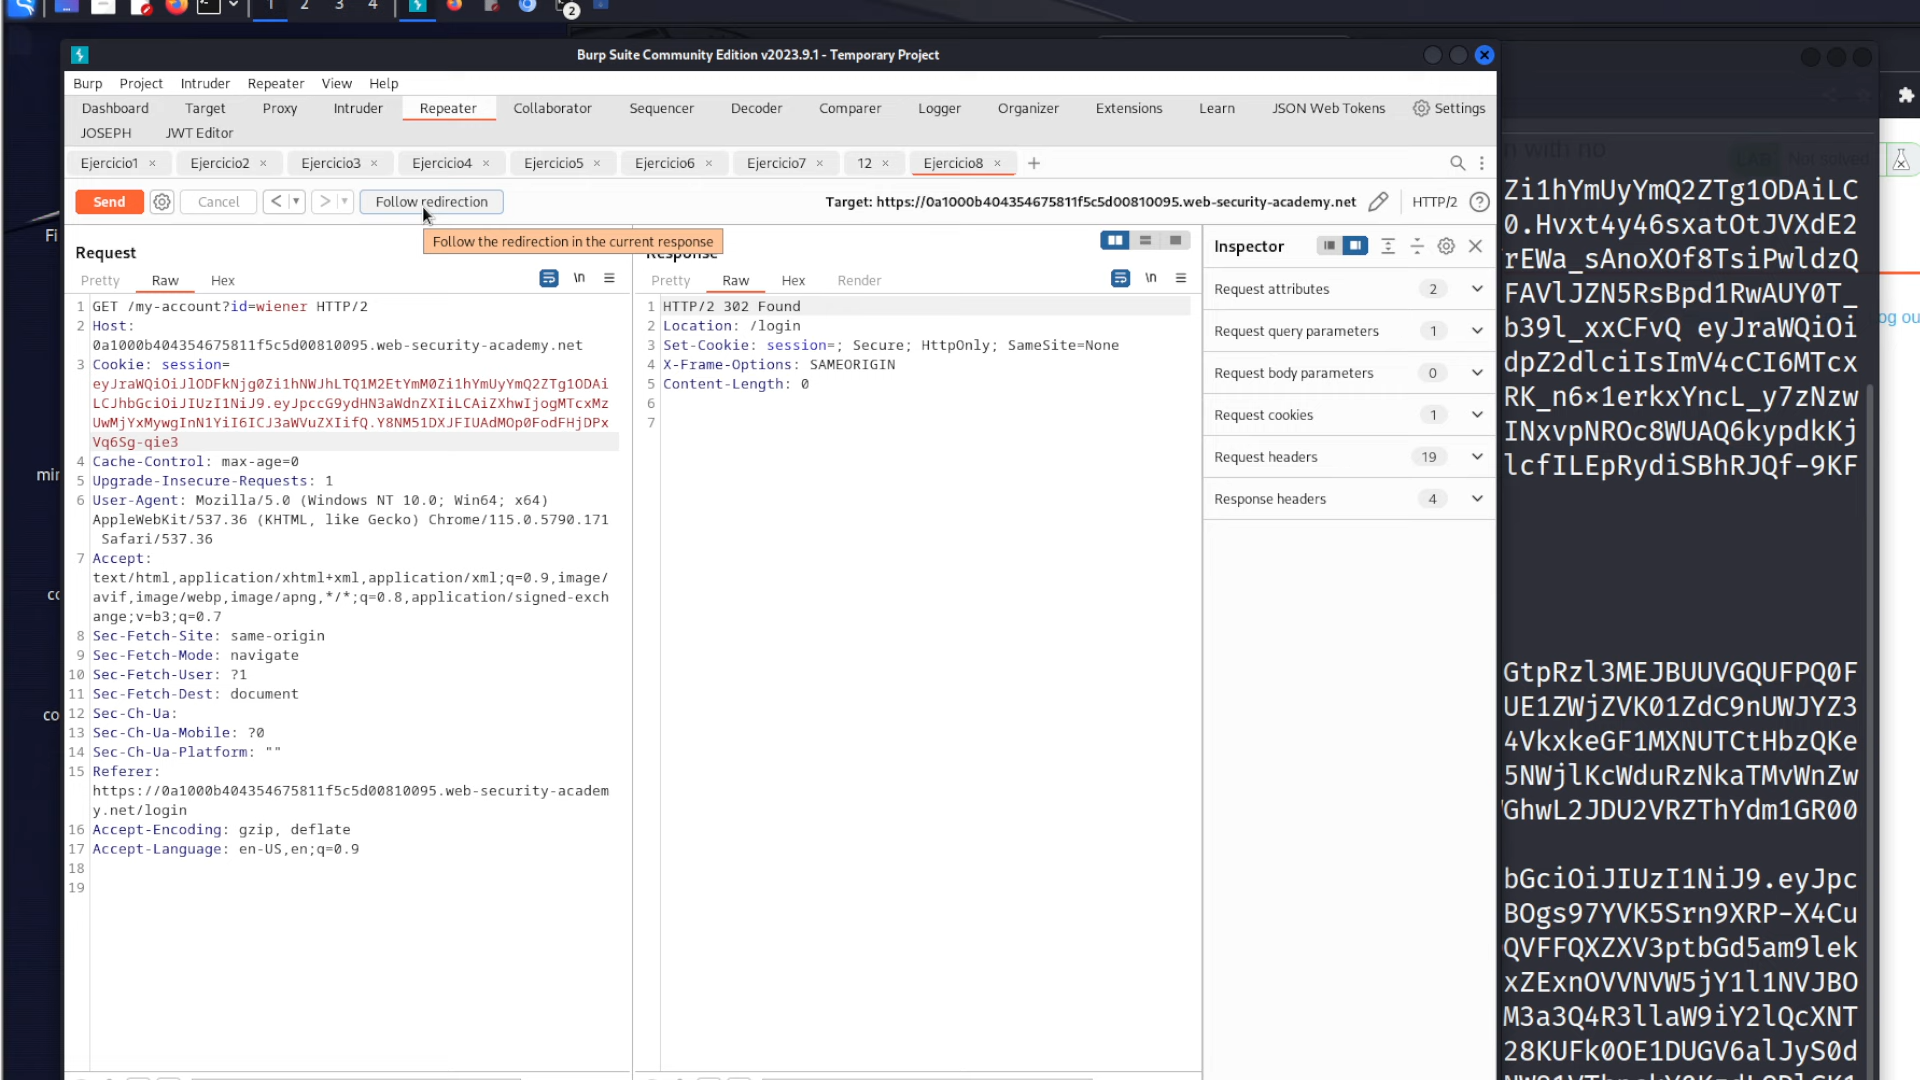 1 2 3 4
2
Burp Suite Community Edition v2023.9.1 - Temporary Project
Burp Project Intruder Repeater View Help
Dashboard Target Proxy Intruder Repeater Collaborator Sequencer Decoder Comparer Logger Organizer Extensions Learn JSON Web Tokens Settings
JOSEPH JWT Editor
Ejercicio1 × Ejercicio2 × Ejercicio3 × Ejercicio4 × Ejercicio5 × Ejercicio6 × Ejercicio7 × 12 × Ejercicio8 × +
Send Cancel < > Follow redirection Target: https://0a1000b404354675811f5c5d00810095.web-security-academy.net HTTP/2 ?
Follow the redirection in the current response
Request
Pretty Raw Hex \n
1 GET /my-account?id=wiener HTTP/2
2 Host:
0a1000b404354675811f5c5d00810095.web-security-academy.net
3 Cookie: session=
eyJraWQiOiJlODFkNjg0Zi1hNWJhLTQ1M2EtYmM0Zi1hYmUyYmQ2ZTg1ODAi
LCJhbGciOiJIUzI1NiJ9.eyJpccG9ydHN3aWdnZXIiLCAiZXhwIjogMTcxMz
UwMjYxMywgInN1YiI6ICJ3aWVuZXIifQ.Y8NM51DXJFIUAdMOp0FodFHjDPx
Vq6Sg-qie3
4 Cache-Control: max-age=0
5 Upgrade-Insecure-Requests: 1
6 User-Agent: Mozilla/5.0 (Windows NT 10.0; Win64; x64)
AppleWebKit/537.36 (KHTML, like Gecko) Chrome/115.0.5790.171
Safari/537.36
7 Accept:
text/html,application/xhtml+xml,application/xml;q=0.9,image/
avif,image/webp,image/apng,*/*;q=0.8,application/signed-exch
ange;v=b3;q=0.7
8 Sec-Fetch-Site: same-origin
9 Sec-Fetch-Mode: navigate
10 Sec-Fetch-User: ?1
11 Sec-Fetch-Dest: document
12 Sec-Ch-Ua:
13 Sec-Ch-Ua-Mobile: ?0
14 Sec-Ch-Ua-Platform: ""
15 Referer:
https://0a1000b404354675811f5c5d00810095.web-security-academ
y.net/login
16 Accept-Encoding: gzip, deflate
17 Accept-Language: en-US,en;q=0.9
18
19
Response
Pretty Raw Hex Render \n
1 HTTP/2 302 Found
2 Location: /login
3 Set-Cookie: session=; Secure; HttpOnly; SameSite=None
4 X-Frame-Options: SAMEORIGIN
5 Content-Length: 0
6
7
Inspector
Request attributes 2
Request query parameters 1
Request body parameters 0
Request cookies 1
Request headers 19
Response headers 4
LAB Not solved
Zi1hYmUyYmQ2ZTg1ODAiLC
0.Hvxt4y46sxatOtJVXdE2
rEWa_sAnoXOf8TsiPwldzQ
FAVlJZN5RsBpd1RwAUY0T_
b39l_xxCFvQ eyJraWQiOi
dpZ2dlciIsImV4cCI6MTcx
RK_n6×1erkxYncL_y7zNzw
INxvpNROc8WUAQ6kypdkKj
lcfILEpRydiSBhRJQf-9KF
og ou
GtpRzl3MEJBUUVGQUFPQ0F
UE1ZWjZVK01ZdC9nUWJYZ3
4VkxkeGF1MXNUTCtHbzQKe
5NWjlKcWduRzNkaTMvWnZw
GhwL2JDU2VRZThYdm1GR00
bGciOiJIUzI1NiJ9.eyJpc
BOgs97YVK5Srn9XRP-X4Cu
QVFFQXZXV3ptbGd5am9lek
xZExnOVVNVW5jY1l1NVJBO
M3a3Q4R3llaW9iY2lQcXNT
28KUFk0OE1DUGV6alJyS0d
Fi
mi
co
co